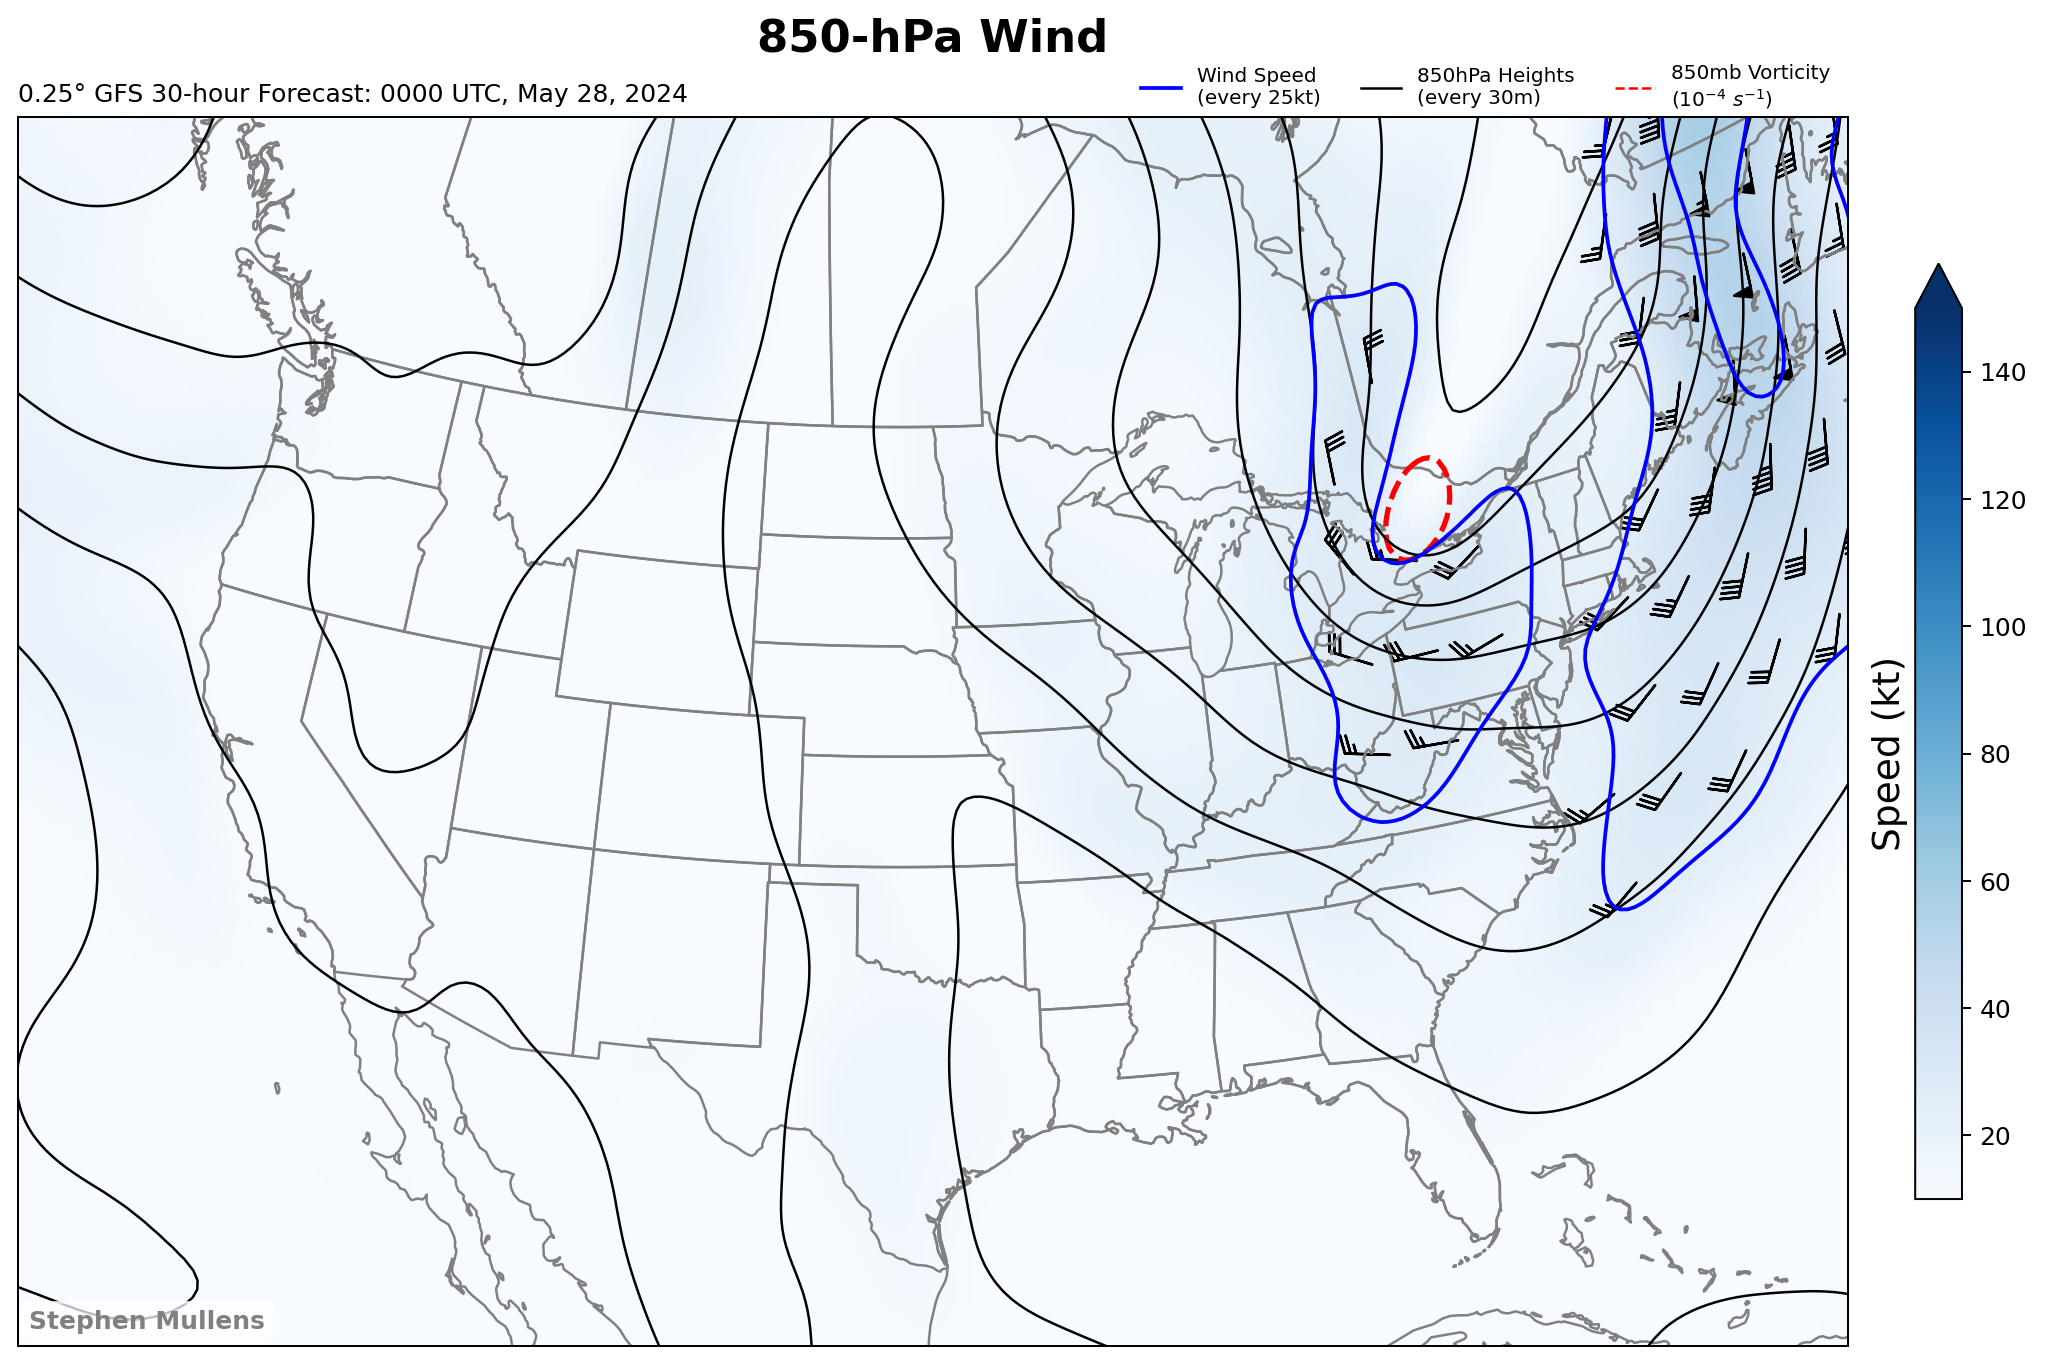 850-hPa Wind
0.25° GFS 30-hour Forecast: 0000 UTC, May 28, 2024
Wind Speed
(every 25kt)
850hPa Heights
(every 30m)
850mb Vorticity
(10⁻⁴ s⁻¹)
140
120
100
80
60
40
20
Speed (kt)
Stephen Mullens